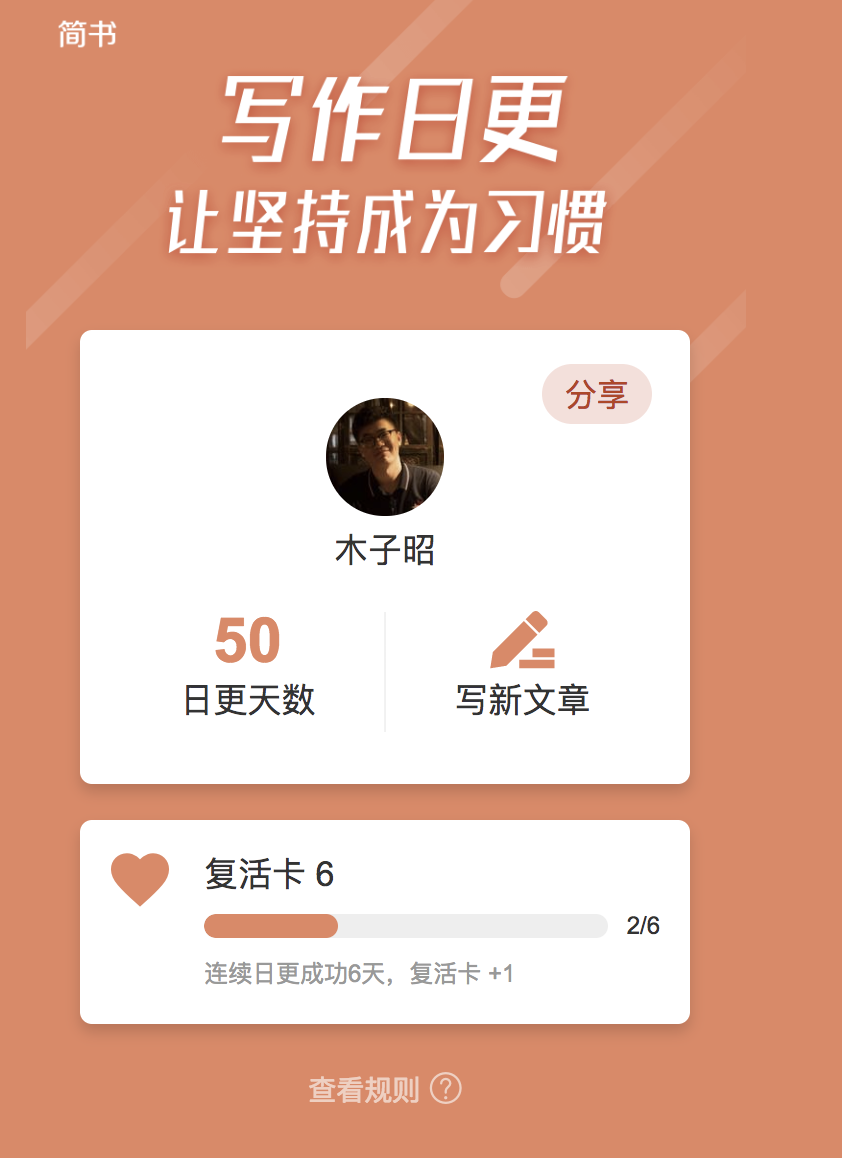 简书
写作日更
让坚持成为习惯
分享
木子昭
50
日更天数
写新文章
复活卡 6
2/6
连续日更成功6天，复活卡 +1
查看规则 ?